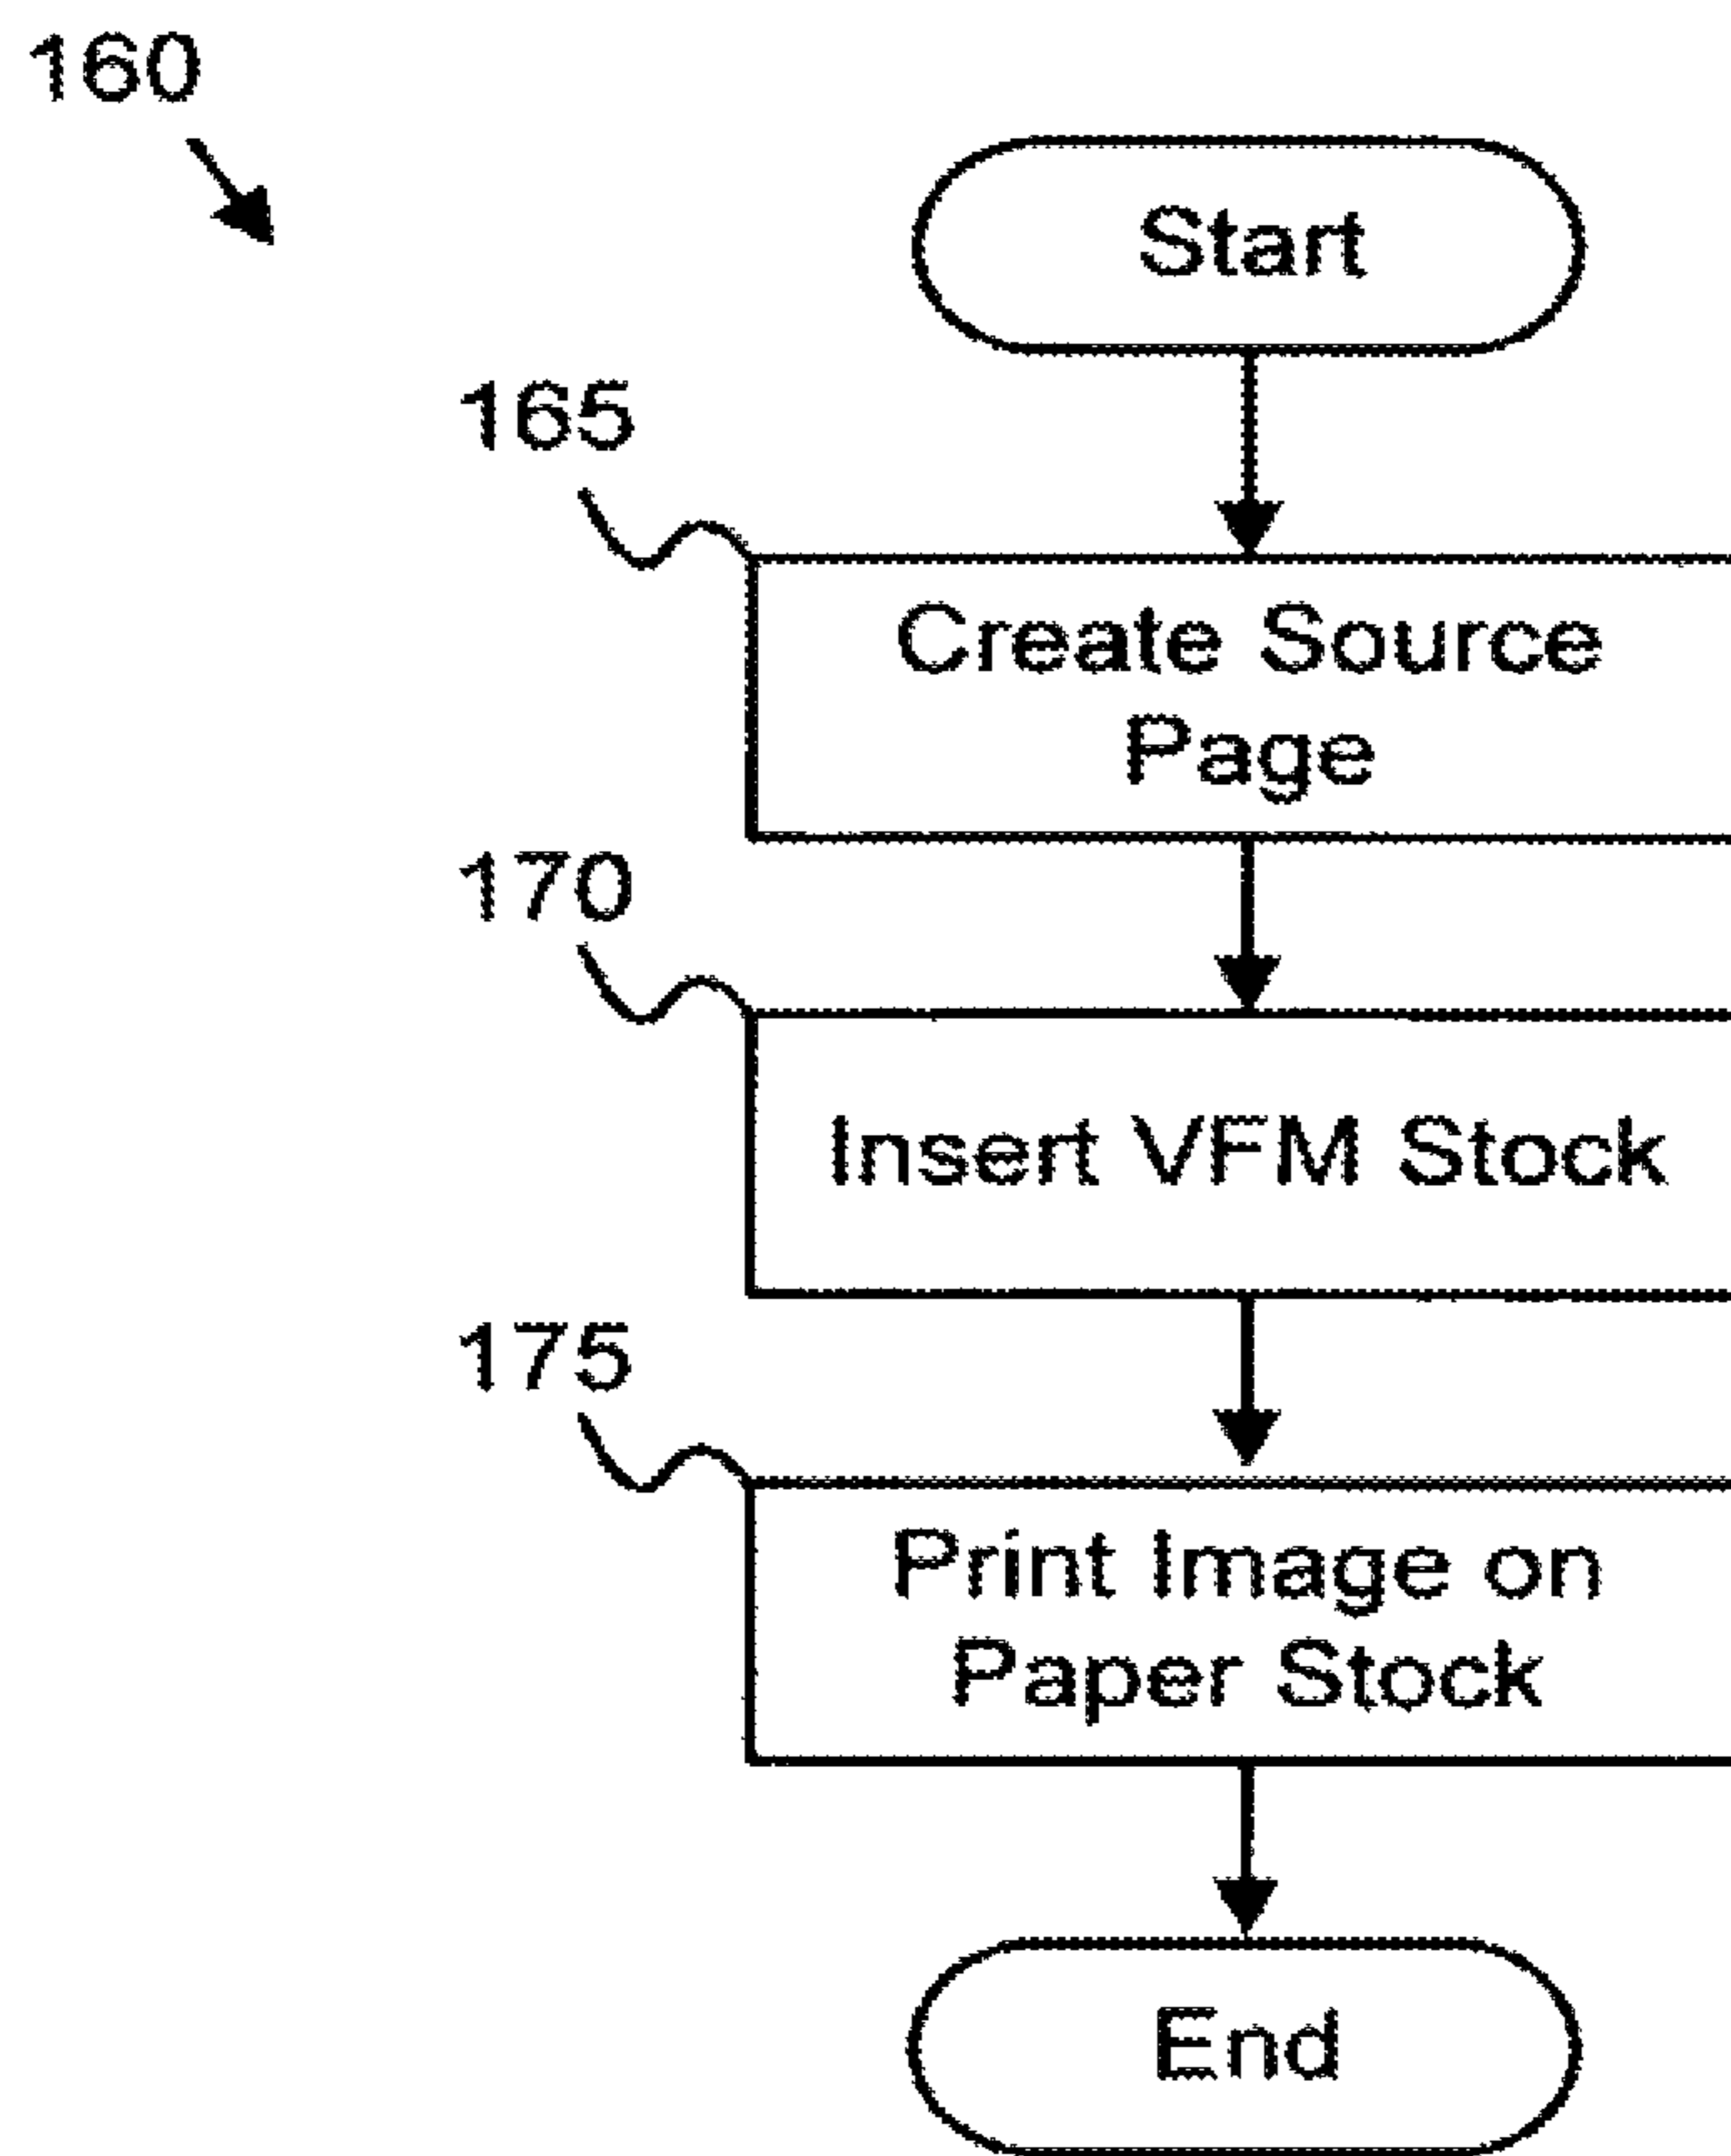 160
Start
165
Create Source
Page
170
Insert VFM Stock
175
Print Image on
Paper Stock
End